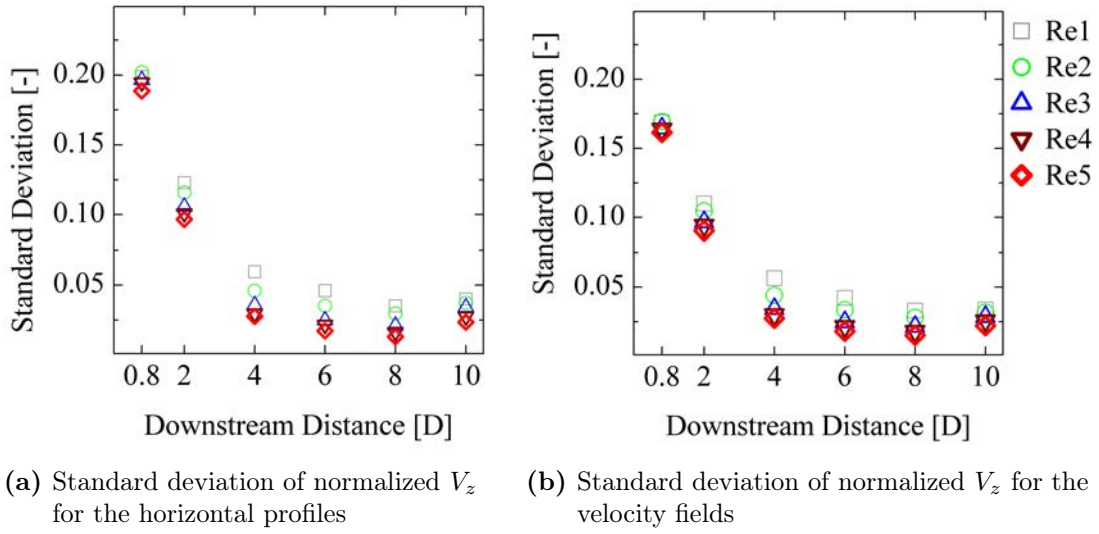 Standard Deviation [-]
0.20
0.15
0.10
0.05
0.8 2 4 6 8 10
Downstream Distance [D]
Standard Deviation [-]
0.20
0.15
0.10
0.05
0.8 2 4 6 8 10
Downstream Distance [D]
Re1
Re2
Re3
Re4
Re5
(a) Standard deviation of normalized V_z
for the horizontal profiles
(b) Standard deviation of normalized V_z for the
velocity fields